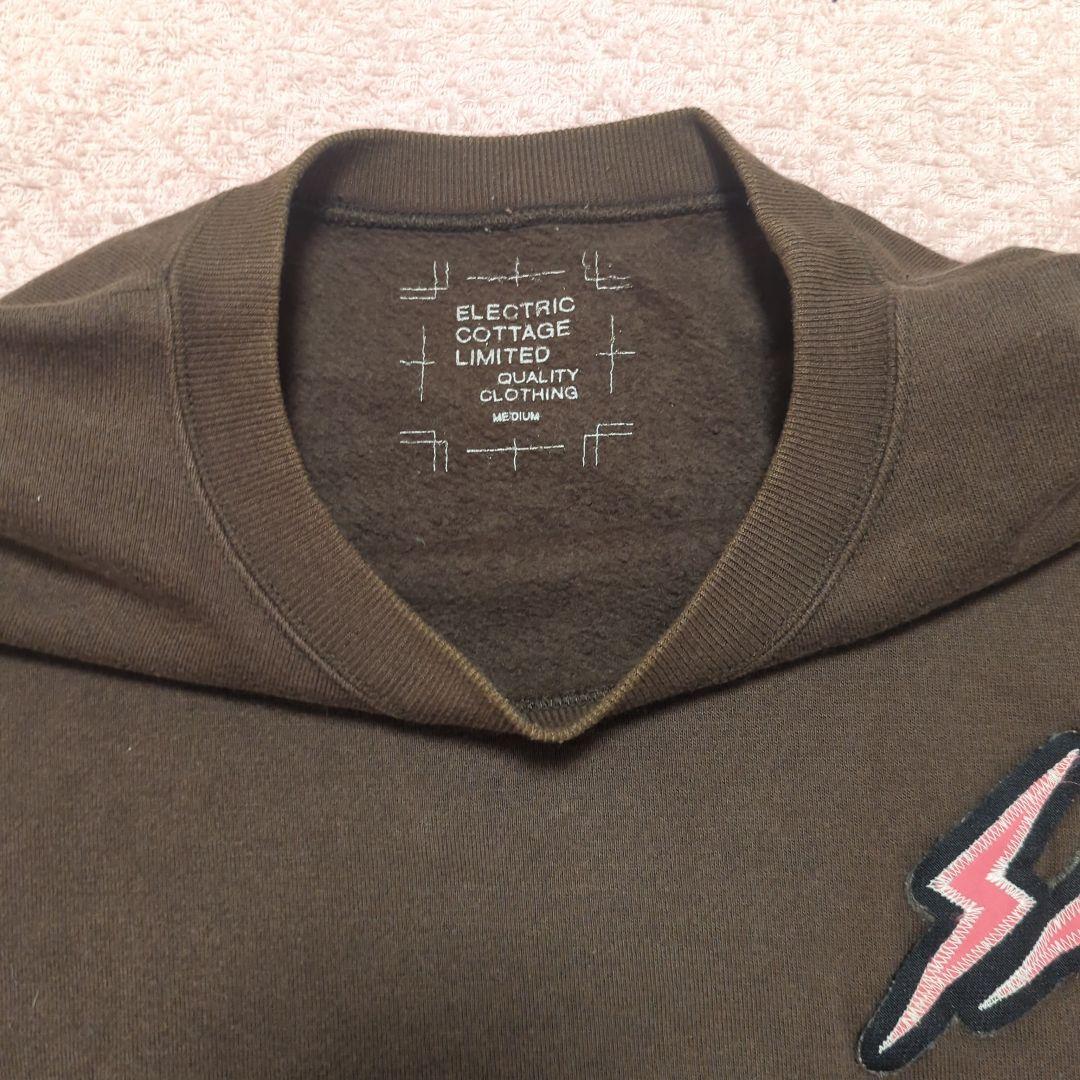 ELECTRIC
COTTAGE
LIMITED
QUALITY
CLOTHING
MEDIUM